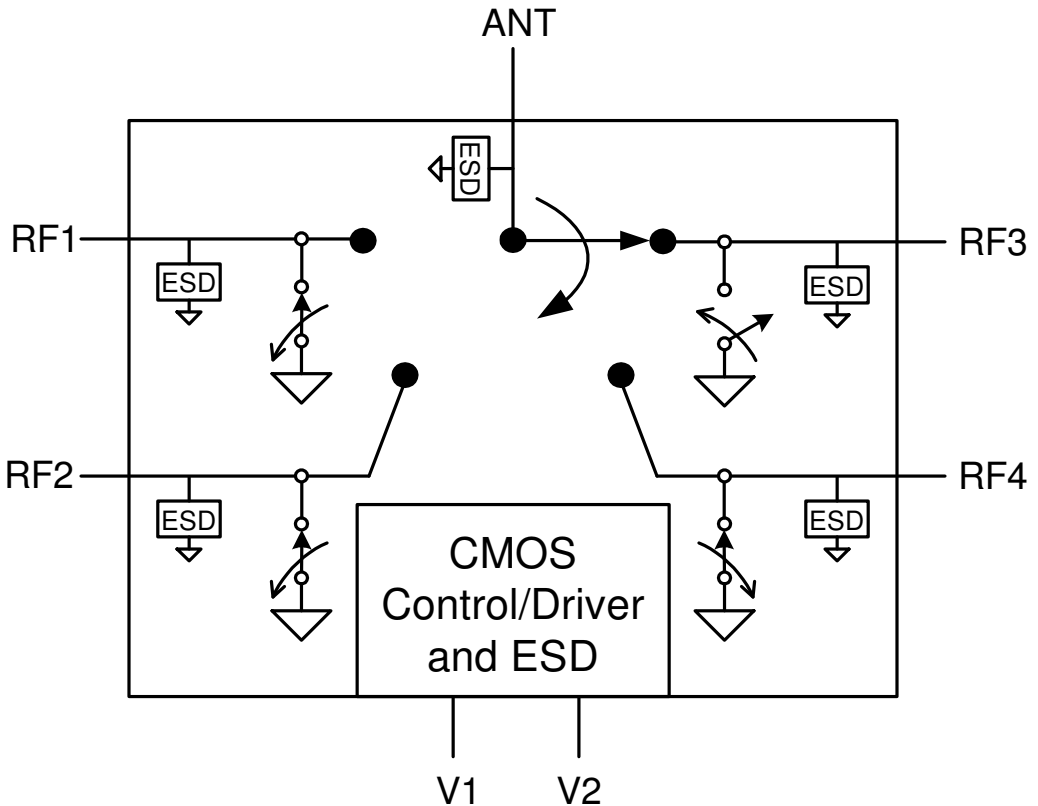 ANT
ESD
RF1
RF3
ESD
ESD
RF2
RF4
ESD
ESD
CMOS
Control/Driver
and ESD
V1 V2